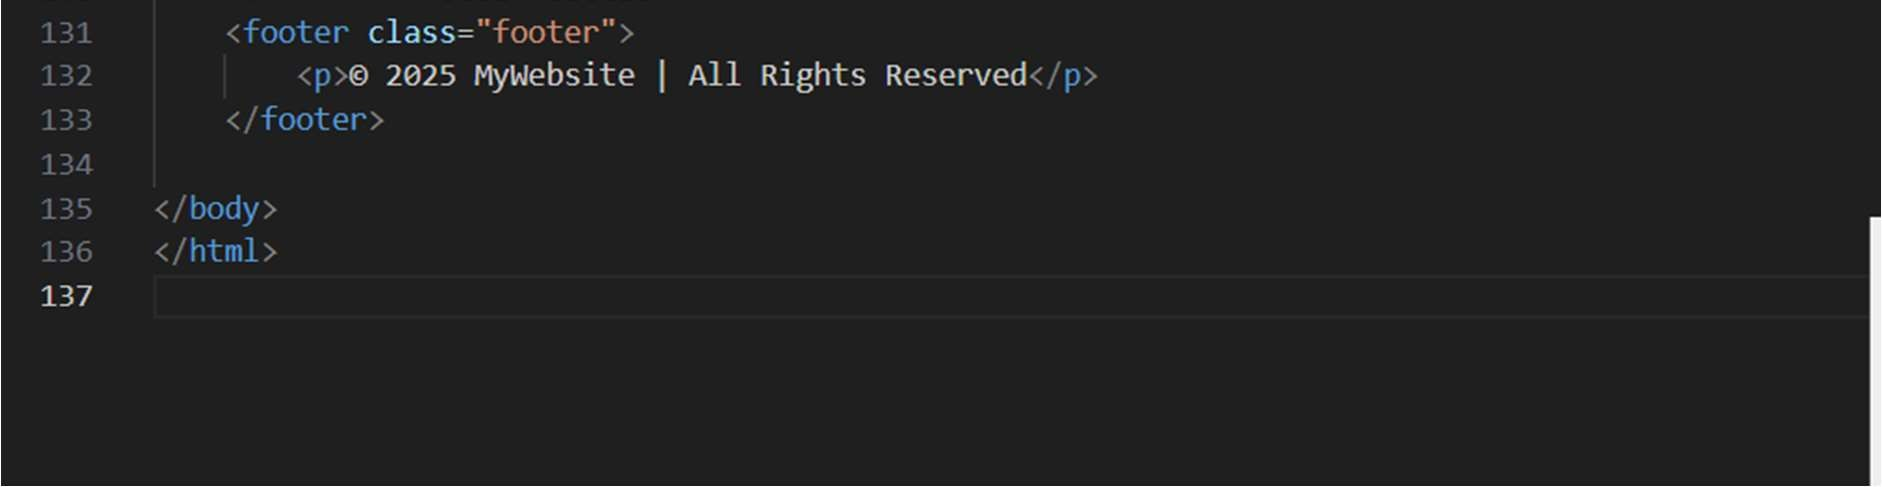 131 <footer class="footer">
132 <p>© 2025 MyWebsite | All Rights Reserved</p>
133 </footer>
134
135 </body>
136 </html>
137